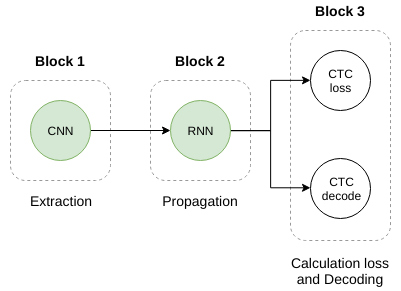 Block 1
CNN
Extraction
Block 2
RNN
Propagation
Block 3
CTC
loss
CTC
decode
Calculation loss
and Decoding